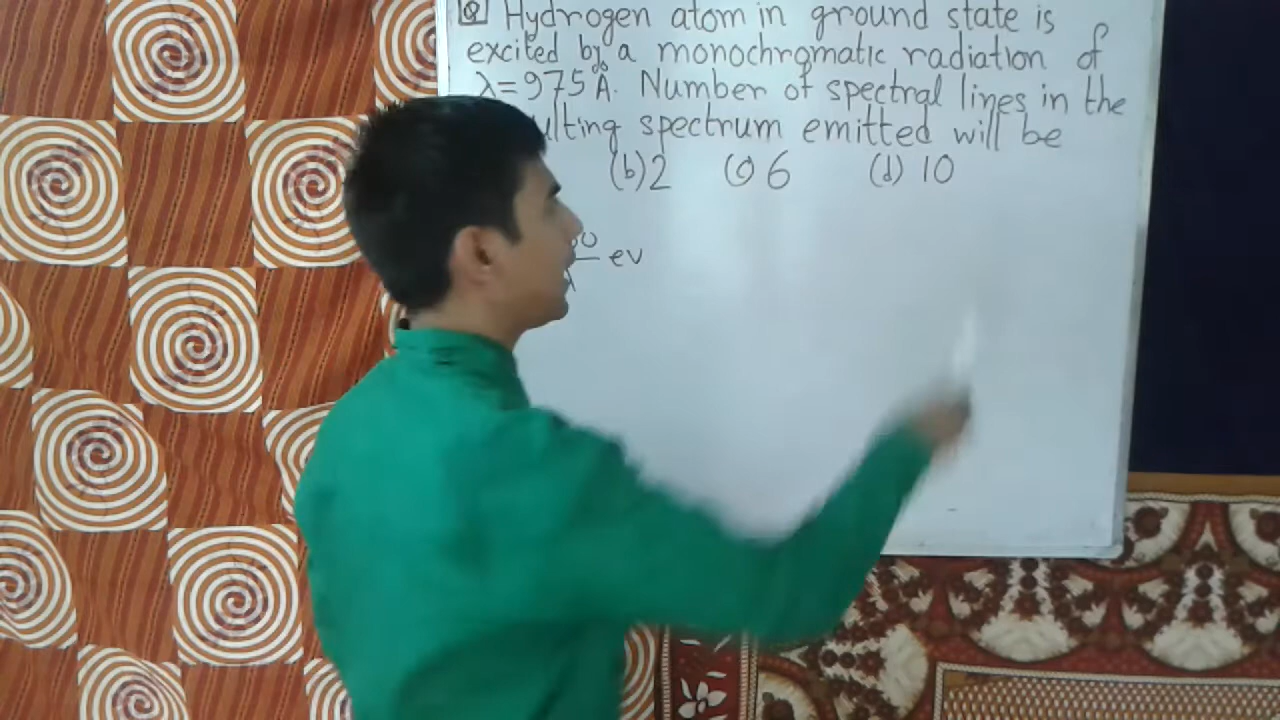 Q Hydrogen atom in ground state is
excited by a monochromatic radiation of
λ=975Å. Number of spectral lines in the
ulting spectrum emitted will be
(b) 2 (c) 6 (d) 10
eV